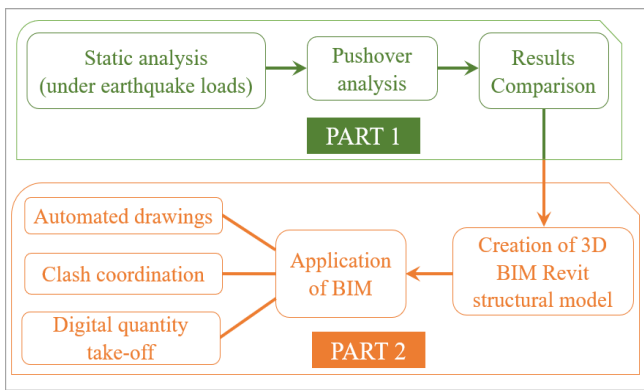 Static analysis
(under earthquake loads)
Pushover
analysis
Results
Comparison
PART 1
Automated drawings
Clash coordination
Digital quantity
take-off
Application
of BIM
Creation of 3D
BIM Revit
structural model
PART 2